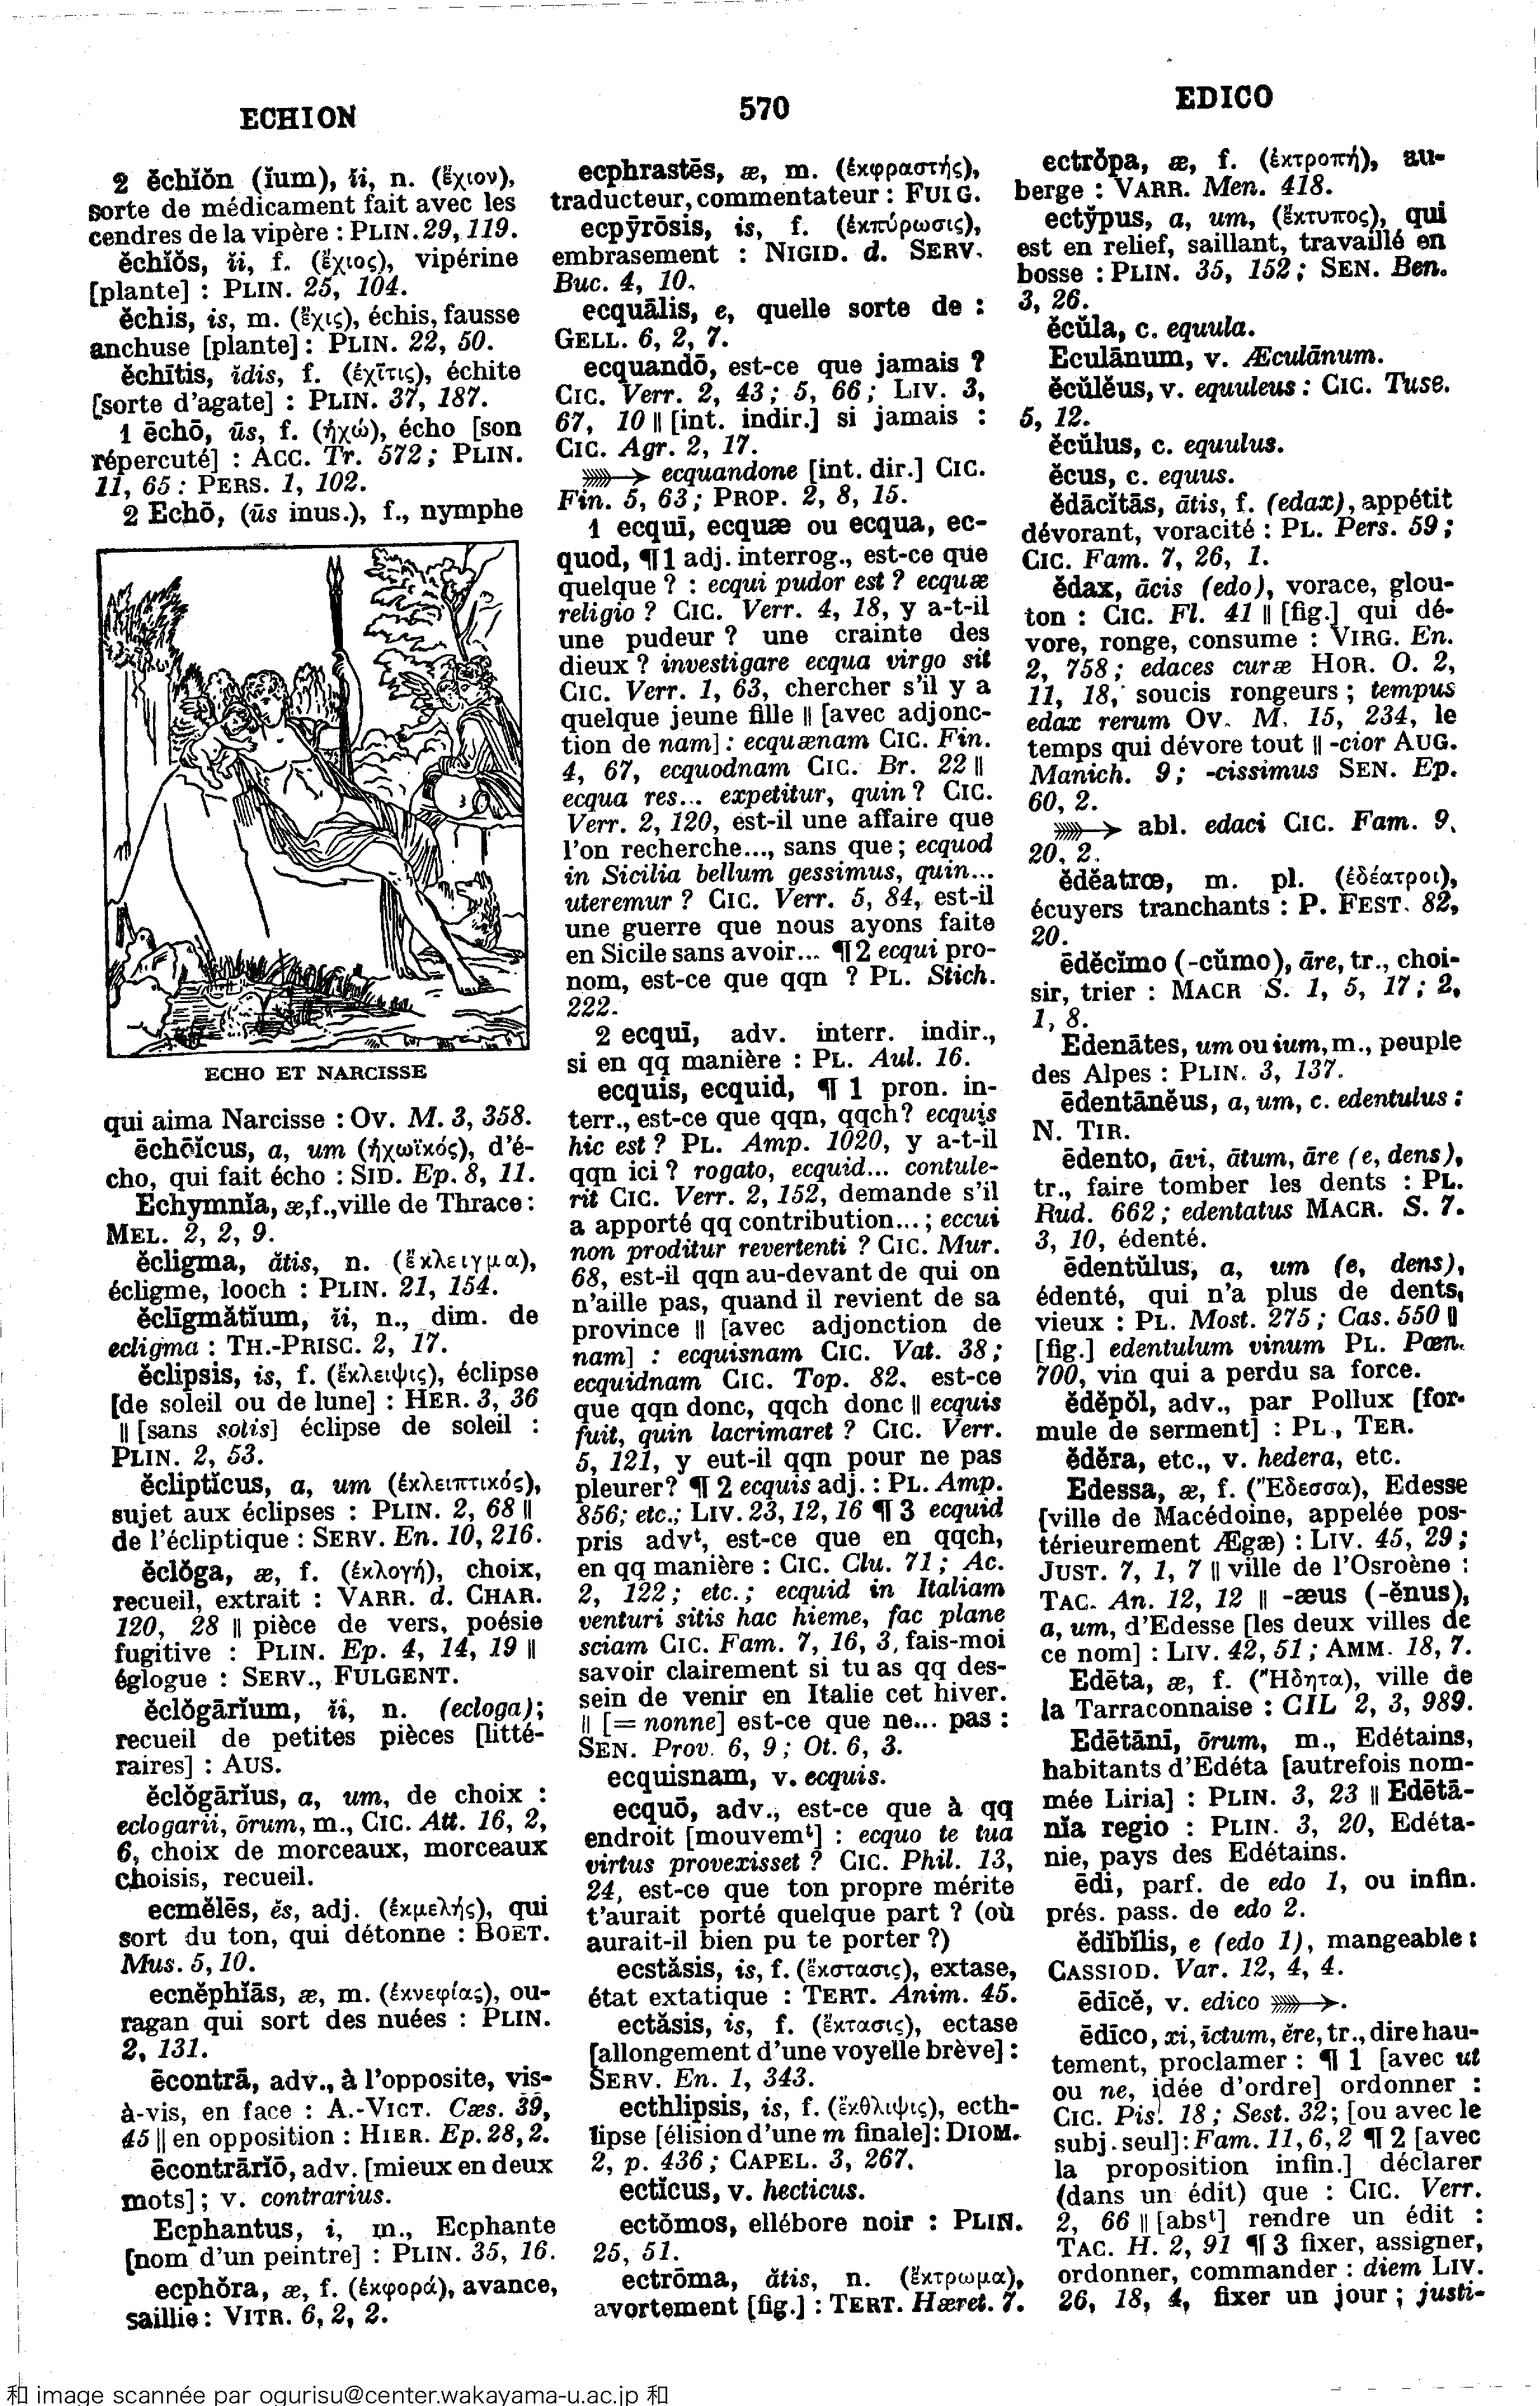 ECHION
570
EDICO
2 ĕchĭŏn (ĭum), ĭi, n. (ἔχιον),
sorte de médicament fait avec les
cendres de la vipère : PLIN. 29, 119.
ĕchĭŏs, ĭi, f. (ἔχιος), vipérine
[plante] : PLIN. 25, 104.
ĕchis, is, m. (ἔχις), échis, fausse
anchuse [plante] : PLIN. 22, 50.
ĕchītis, ĭdis, f. (ἐχῖτις), échite
[sorte d'agate] : PLIN. 37, 187.
1 ēchō, ūs, f. (ἠχώ), écho [son
répercuté] : ACC. Tr. 572 ; PLIN.
11, 65 : PERS. 1, 102.
2 Echō, (ūs inus.), f., nymphe
ECHO ET NARCISSE
qui aima Narcisse : OV. M. 3, 358.
ēchōĭcus, a, um (ἠχωϊκός), d'é-
cho, qui fait écho : SID. Ep. 8, 11.
Echymnĭa, æ, f., ville de Thrace :
MEL. 2, 2, 9.
ĕcligma, ătis, n. (ἔκλειγμα),
écligme, looch : PLIN. 21, 154.
ĕclīgmătĭum, ĭi, n., dim. de
ecligma : TH.-PRISC. 2, 17.
ĕclipsis, is, f. (ἔκλειψις), éclipse
[de soleil ou de lune] : HER. 3, 36
|| [sans solis] éclipse de soleil :
PLIN. 2, 53.
ĕcliptĭcus, a, um (ἐκλειπτικός),
sujet aux éclipses : PLIN. 2, 68 ||
de l'écliptique : SERV. En. 10, 216.
ĕclŏga, æ, f. (ἐκλογή), choix,
recueil, extrait : VARR. d. CHAR.
120, 28 || pièce de vers, poésie
fugitive : PLIN. Ep. 4, 14, 19 ||
églogue : SERV., FULGENT.
ĕclŏgārĭum, ĭi, n. (ecloga);
recueil de petites pièces [litté-
raires] : AUS.
ĕclŏgārĭus, a, um, de choix :
eclogarii, ōrum, m., CIC. Att. 16, 2,
6, choix de morceaux, morceaux
choisis, recueil.
ecmĕlēs, ĕs, adj. (ἐκμελής), qui
sort du ton, qui détonne : BOET.
Mus. 5, 10.
ecnĕphĭās, æ, m. (ἐκνεφίας), ou-
ragan qui sort des nuées : PLIN.
2, 131.
ēcontrā, adv., à l'opposite, vis-
à-vis, en face : A.-VICT. Cæs. 39,
45 || en opposition : HIER. Ep. 28, 2.
ēcontrārĭō, adv. [mieux en deux
mots] ; v. contrarius.
Ecphantus, i, m., Ecphante
[nom d'un peintre] : PLIN. 35, 16.
ecphŏra, æ, f. (ἐκφορά), avance,
saillie : VITR. 6, 2, 2.
ecphrastēs, æ, m. (ἐκφραστής),
traducteur, commentateur : FULG.
ecpȳrōsis, is, f. (ἐκπύρωσις),
embrasement : NIGID. d. SERV.
Buc. 4, 10.
ecquālis, e, quelle sorte de :
GELL. 6, 2, 7.
ecquandō, est-ce que jamais ?
CIC. Verr. 2, 43 ; 5, 66 ; LIV. 3,
67, 10 || [int. indir.] si jamais :
CIC. Agr. 2, 17.
➳ ecquandone [int. dir.] CIC.
Fin. 5, 63 ; PROP. 2, 8, 15.
1 ecquī, ecquæ ou ecqua, ec-
quod, ¶ 1 adj. interrog., est-ce que
quelque ? : ecqui pudor est ? ecquæ
religio ? CIC. Verr. 4, 18, y a-t-il
une pudeur ? une crainte des
dieux ? investigare ecqua virgo sit
CIC. Verr. 1, 63, chercher s'il y a
quelque jeune fille || [avec adjonc-
tion de nam] : ecquænam CIC. Fin.
4, 67, ecquodnam CIC. Br. 22 ||
ecqua res... expetitur, quin ? CIC.
Verr. 2, 120, est-il une affaire que
l'on recherche..., sans que ; ecquod
in Sicilia bellum gessimus, quin...
uteremur ? CIC. Verr. 5, 84, est-il
une guerre que nous ayons faite
en Sicile sans avoir... ¶ 2 ecqui pro-
nom, est-ce que qqn ? PL. Stich.
222.
2 ecquī, adv. interr. indir.,
si en qq manière : PL. Aul. 16.
ecquis, ecquid, ¶ 1 pron. in-
terr., est-ce que qqn, qqch? ecquis
hic est ? PL. Amp. 1020, y a-t-il
qqn ici ? rogato, ecquid... contule-
rit CIC. Verr. 2, 152, demande s'il
a apporté qq contribution... ; eccui
non proditur revertenti ? CIC. Mur.
68, est-il qqn au-devant de qui on
n'aille pas, quand il revient de sa
province || [avec adjonction de
nam] : ecquisnam CIC. Vat. 38 ;
ecquidnam CIC. Top. 82, est-ce
que qqn donc, qqch donc || ecquis
fuit, quin lacrimaret ? CIC. Verr.
5, 121, y eut-il qqn pour ne pas
pleurer? ¶ 2 ecquis adj. : PL. Amp.
856; etc.; LIV. 23, 12, 16 ¶ 3 ecquid
pris advᵗ, est-ce que en qqch,
en qq manière : CIC. Clu. 71 ; Ac.
2, 122 ; etc. ; ecquid in Italiam
venturi sitis hac hieme, fac plane
sciam CIC. Fam. 7, 16, 3, fais-moi
savoir clairement si tu as qq des-
sein de venir en Italie cet hiver.
|| [= nonne] est-ce que ne... pas :
SEN. Prov. 6, 9 ; Ot. 6, 3.
ecquisnam, v. ecquis.
ecquō, adv., est-ce que à qq
endroit [mouvemᵗ] : ecquo te tua
virtus provexisset ? CIC. Phil. 13,
24, est-ce que ton propre mérite
t'aurait porté quelque part ? (où
aurait-il bien pu te porter ?)
ecstăsis, is, f. (ἔκστασις), extase,
état extatique : TERT. Anim. 45.
ectăsis, is, f. (ἔκτασις), ectase
[allongement d'une voyelle brève] :
SERV. En. 1, 343.
ecthlipsis, is, f. (ἔκθλιψις), ecth-
lipse [élision d'une m finale] : DIOM.
2, p. 436 ; CAPEL. 3, 267.
ectĭcus, v. hecticus.
ectŏmos, ellébore noir : PLIN.
25, 51.
ectrōma, ătis, n. (ἔκτρωμα),
avortement [fig.] : TERT. Hæret. 7.
ectrŏpa, æ, f. (ἐκτροπή), au-
berge : VARR. Men. 418.
ectўpus, a, um, (ἔκτυπος), qui
est en relief, saillant, travaillé en
bosse : PLIN. 35, 152 ; SEN. Ben.
3, 26.
ĕcŭla, c. equula.
Eculānum, v. Æculānum.
ĕcŭlĕus, v. equuleus : CIC. Tusc.
5, 12.
ĕcŭlus, c. equulus.
ĕcus, c. equus.
ĕdācĭtās, ātis, f. (edax), appétit
dévorant, voracité : PL. Pers. 59 ;
CIC. Fam. 7, 26, 1.
ĕdax, ācis (edo), vorace, glou-
ton : CIC. Fl. 41 || [fig.] qui dé-
vore, ronge, consume : VIRG. En.
2, 758 ; edaces curæ HOR. O. 2,
11, 18, soucis rongeurs ; tempus
edax rerum OV. M. 15, 234, le
temps qui dévore tout || -cior AUG.
Manich. 9 ; -cissimus SEN. Ep.
60, 2.
➳ abl. edaci CIC. Fam. 9,
20, 2.
ĕdĕatrœ, m. pl. (ἐδέατροι),
écuyers tranchants : P. FEST. 82,
20.
ēdĕcĭmo (-cŭmo), āre, tr., choi-
sir, trier : MACR S. 1, 5, 17 ; 2,
1, 8.
Edenātes, um ou ium, m., peuple
des Alpes : PLIN. 3, 137.
ēdentānĕus, a, um, c. edentulus :
N. TIR.
ēdento, āvi, ātum, āre (e, dens),
tr., faire tomber les dents : PL.
Rud. 662 ; edentatus MACR. S. 7.
3, 10, édenté.
ēdentŭlus, a, um (e, dens),
édenté, qui n'a plus de dents,
vieux : PL. Most. 275 ; Cas. 550 ||
[fig.] edentulum vinum PL. Pœn.
700, vin qui a perdu sa force.
ĕdĕpŏl, adv., par Pollux [for-
mule de serment] : PL., TER.
ĕdĕra, etc., v. hedera, etc.
Edessa, æ, f. (Ἔδεσσα), Edesse
[ville de Macédoine, appelée pos-
térieurement Ægæ) : LIV. 45, 29 ;
JUST. 7, 1, 7 || ville de l'Osroène :
TAC. An. 12, 12 || -æus (-ĕnus),
a, um, d'Edesse [les deux villes de
ce nom] : LIV. 42, 51 ; AMM. 18, 7.
Edēta, æ, f. (Ἤδητα), ville de
la Tarraconnaise : CIL 2, 3, 989.
Edētānī, ōrum, m., Edétains,
habitants d'Edéta [autrefois nom-
mée Liria] : PLIN. 3, 23 || Edētā-
nĭa regio : PLIN. 3, 20, Edéta-
nie, pays des Edétains.
ēdi, parf. de edo 1, ou infin.
prés. pass. de edo 2.
ĕdĭbĭlis, e (edo 1), mangeable :
CASSIOD. Var. 12, 4, 4.
ēdīcĕ, v. edico ➳.
ēdīco, xi, ictum, ĕre, tr., dire hau-
tement, proclamer : ¶ 1 [avec ut
ou ne, idée d'ordre] ordonner :
CIC. Pis. 18 ; Sest. 32 ; [ou avec le
subj. seul] : Fam. 11, 6, 2 ¶ 2 [avec
la proposition infin.] déclarer
(dans un édit) que : CIC. Verr.
2, 66 || [absᵗ] rendre un édit :
TAC. H. 2, 91 ¶ 3 fixer, assigner,
ordonner, commander : diem LIV.
26, 18, 4, fixer un jour ; justi-
和 image scannée par ogurisu@center.wakayama-u.ac.jp 和